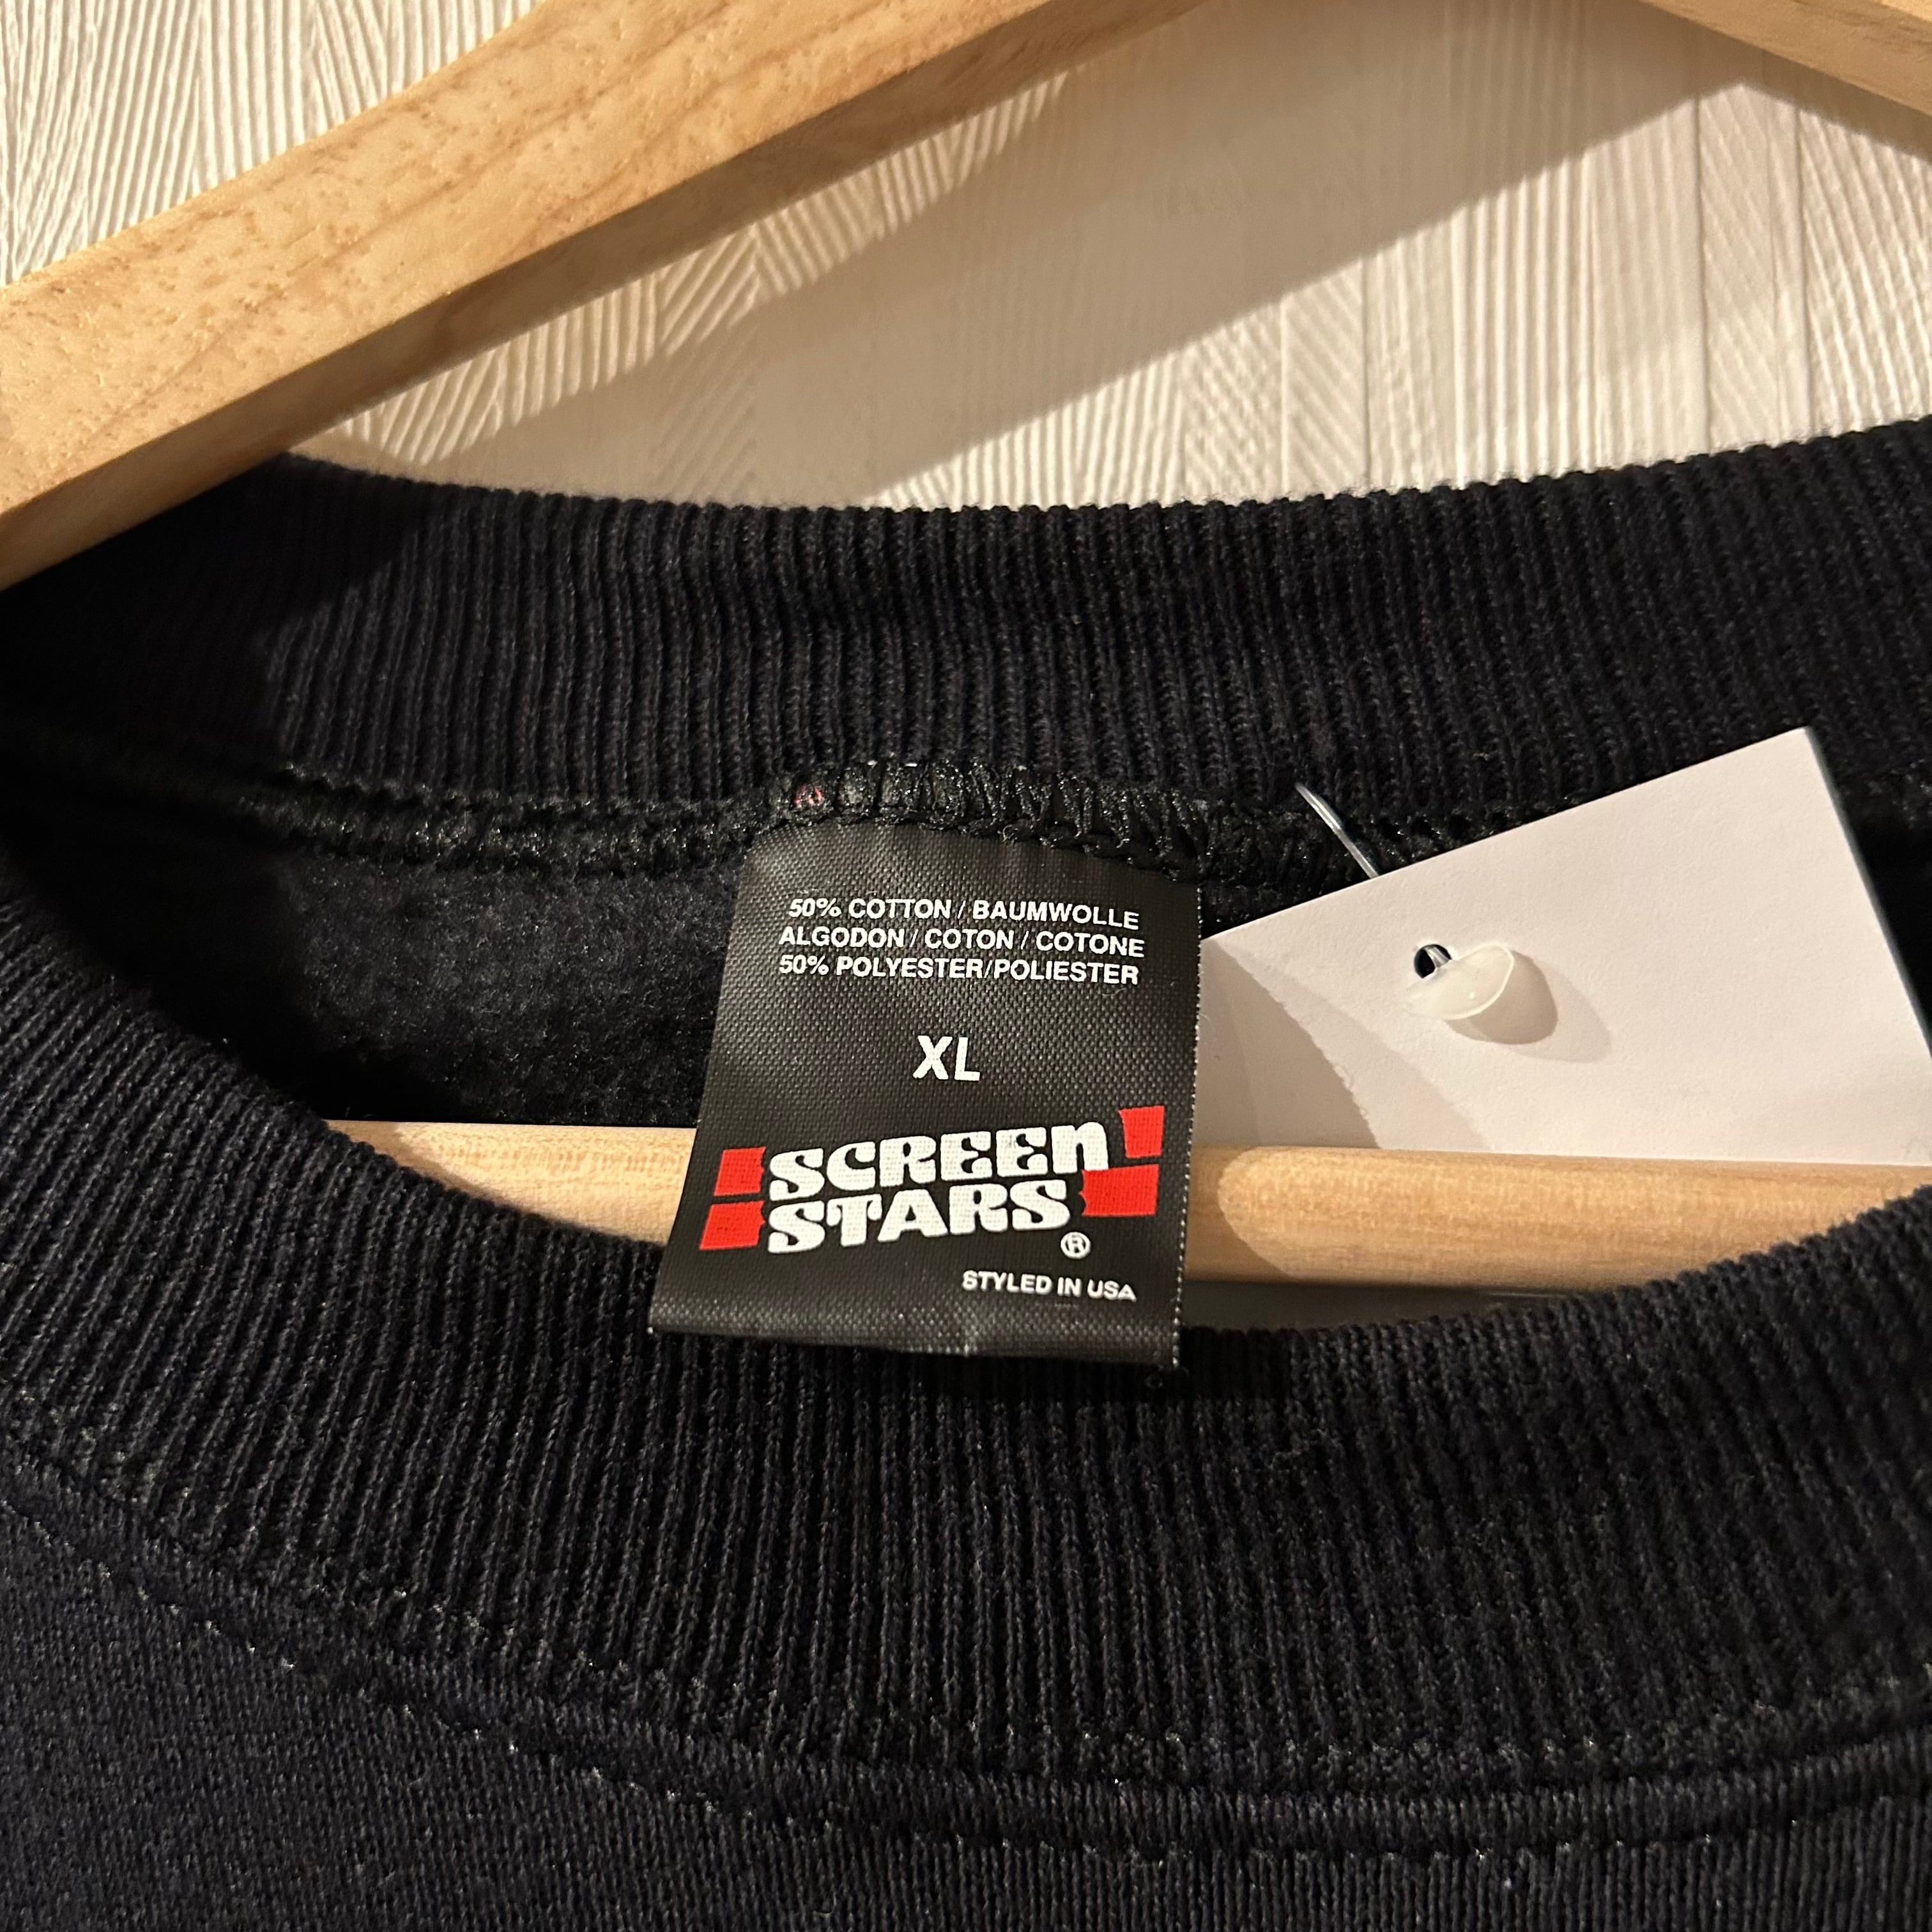 50% COTTON / BAUMWOLLE
ALGODON / COTON / COTONE
50% POLYESTER/POLIESTER
XL
SCREEN
STARS
®
STYLED IN USA